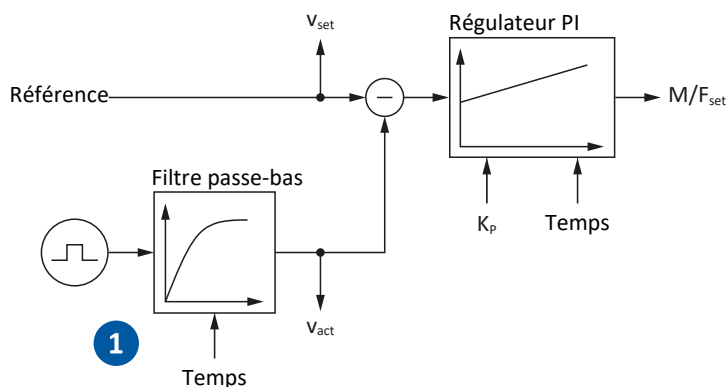 v_set
Régulateur PI
Référence
−
M/F_set
Filtre passe-bas
K_P
Temps
v_act
1
Temps